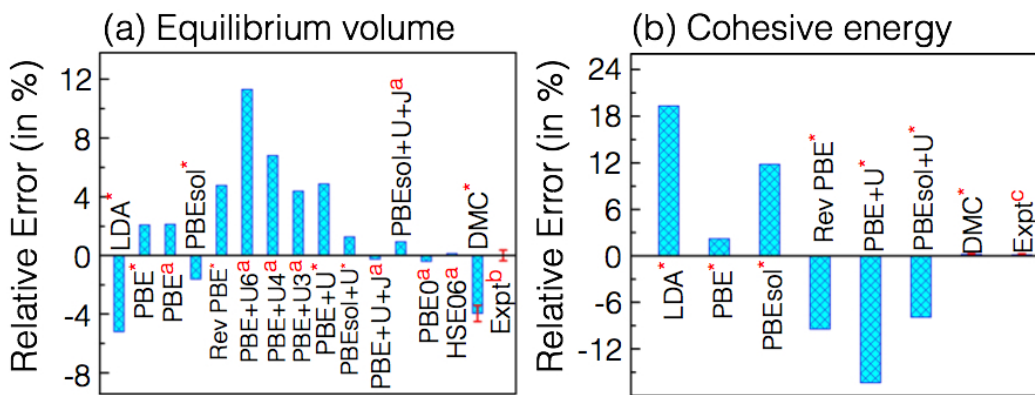 (a) Equilibrium volume
Relative Error (in %)
12
8
4
0
-4
-8
LDA*
PBE*
PBEa
PBEsol*
Rev PBE*
PBE+U6a
PBE+U4a
PBE+U3a
PBE+U*
PBEsol+U*
PBE+U+Ja
PBEsol+U+Ja
PBE0a
HSE06a
DMC*
Exptb
(b) Cohesive energy
Relative Error (in %)
24
18
12
6
0
-6
-12
LDA*
PBE*
PBEsol*
Rev PBE*
PBE+U*
PBEsol+U*
DMC*
Exptc